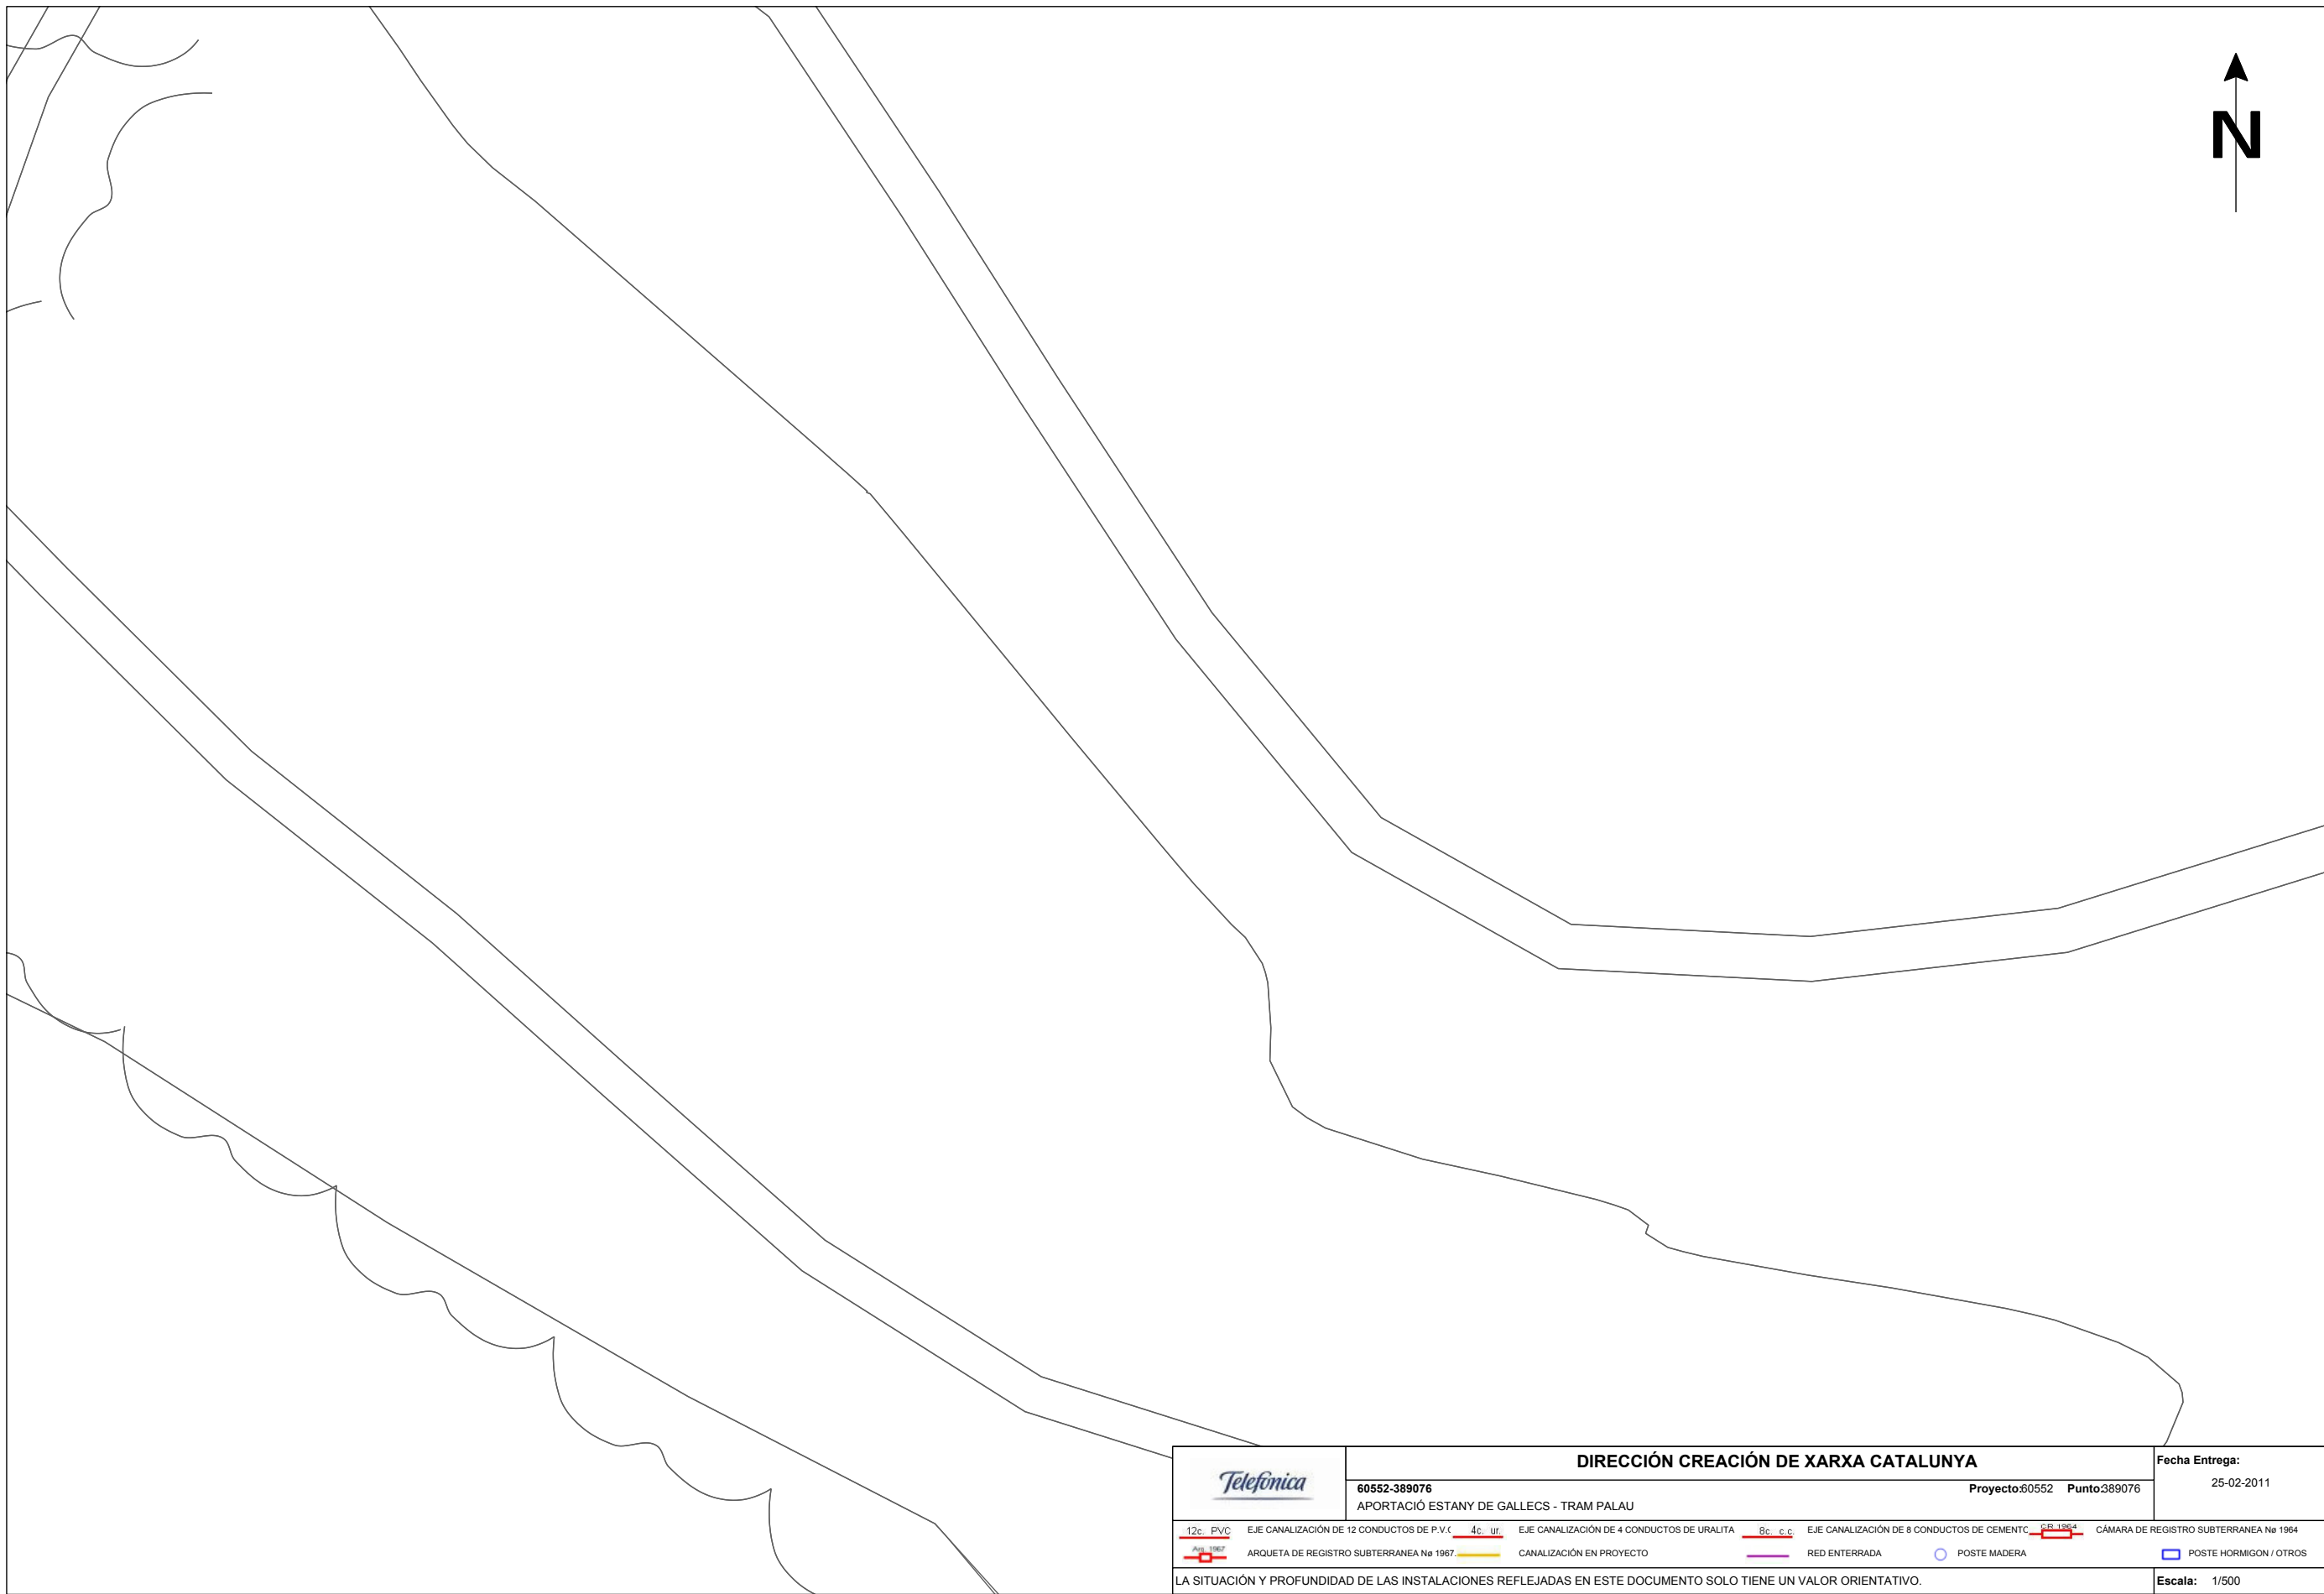 N
Telefónica
DIRECCIÓN CREACIÓN DE XARXA CATALUNYA
Fecha Entrega:
25-02-2011
60552-389076
Proyecto:60552 Punto:389076
APORTACIÓ ESTANY DE GALLECS - TRAM PALAU
12c. PVC EJE CANALIZACIÓN DE 12 CONDUCTOS DE P.V.C 4c. ur. EJE CANALIZACIÓN DE 4 CONDUCTOS DE URALITA 8c. c.c. EJE CANALIZACIÓN DE 8 CONDUCTOS DE CEMENTO C.R. 1964 CÁMARA DE REGISTRO SUBTERRANEA Nø 1964
Arq. 1967 ARQUETA DE REGISTRO SUBTERRANEA Nø 1967. CANALIZACIÓN EN PROYECTO RED ENTERRADA POSTE MADERA POSTE HORMIGON / OTROS
LA SITUACIÓN Y PROFUNDIDAD DE LAS INSTALACIONES REFLEJADAS EN ESTE DOCUMENTO SOLO TIENE UN VALOR ORIENTATIVO.
Escala: 1/500